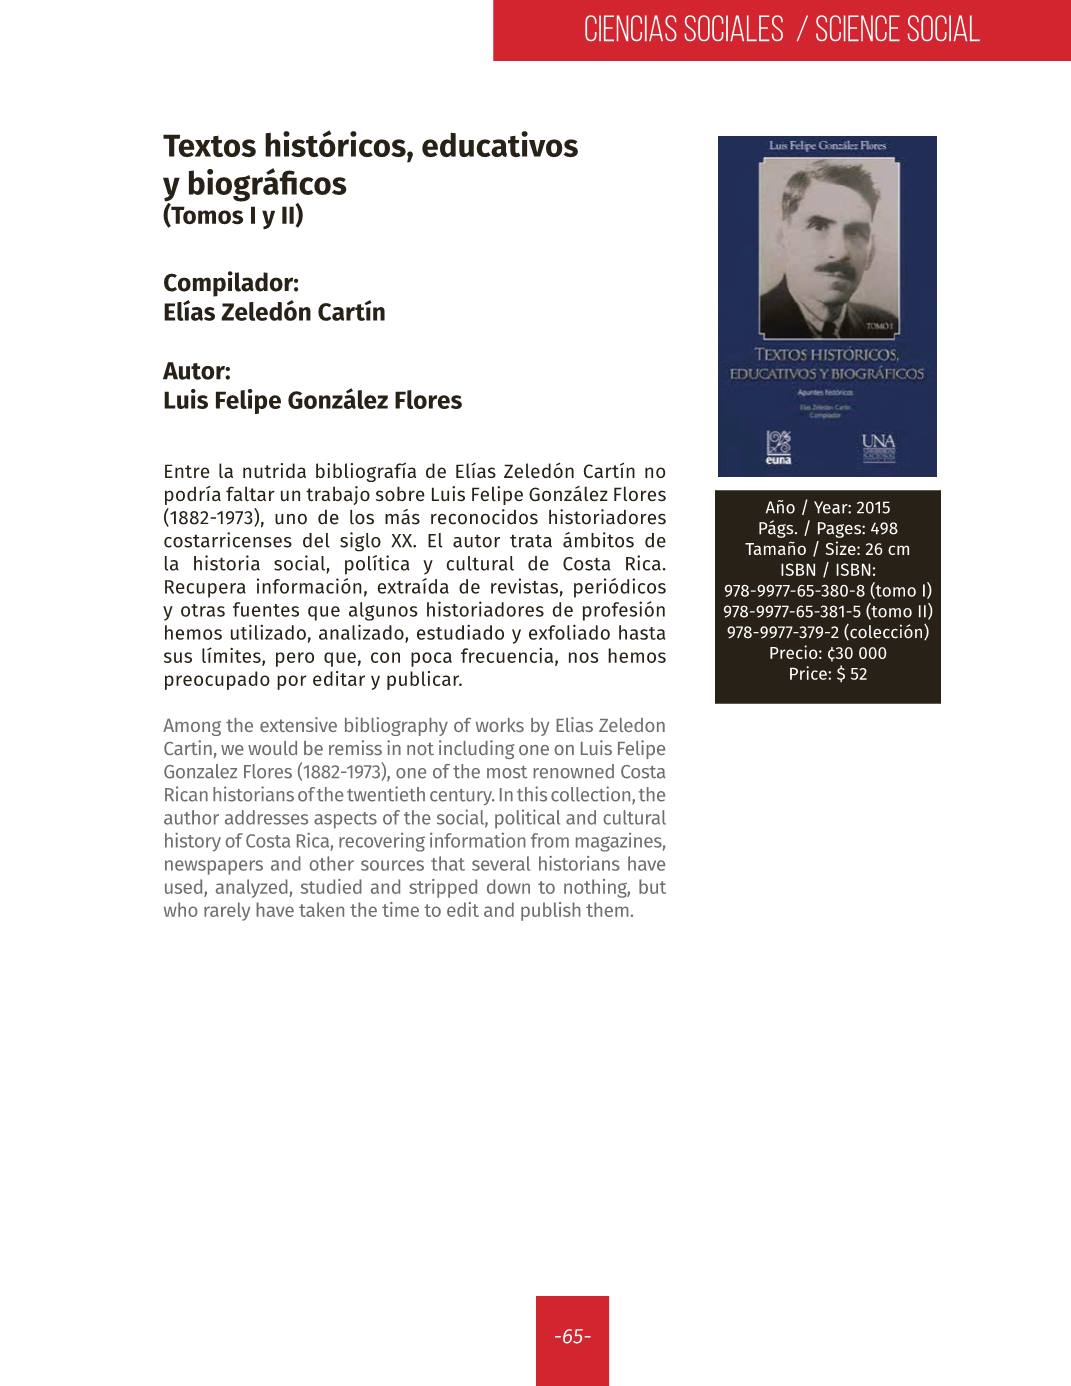 CIENCIAS SOCIALES / SCIENCE SOCIAL
Textos históricos, educativos
y biográficos
(Tomos I y II)
Compilador:
Elías Zeledón Cartín
Autor:
Luis Felipe González Flores
Entre la nutrida bibliografía de Elías Zeledón Cartín no
podría faltar un trabajo sobre Luis Felipe González Flores
(1882-1973), uno de los más reconocidos historiadores
costarricenses del siglo XX. El autor trata ámbitos de
la historia social, política y cultural de Costa Rica.
Recupera información, extraída de revistas, periódicos
y otras fuentes que algunos historiadores de profesión
hemos utilizado, analizado, estudiado y exfoliado hasta
sus límites, pero que, con poca frecuencia, nos hemos
preocupado por editar y publicar.
Among the extensive bibliography of works by Elias Zeledon
Cartin, we would be remiss in not including one on Luis Felipe
Gonzalez Flores (1882-1973), one of the most renowned Costa
Rican historians of the twentieth century. In this collection, the
author addresses aspects of the social, political and cultural
history of Costa Rica, recovering information from magazines,
newspapers and other sources that several historians have
used, analyzed, studied and stripped down to nothing, but
who rarely have taken the time to edit and publish them.
Luis Felipe González Flores
TOMO I
TEXTOS HISTÓRICOS,
EDUCATIVOS Y BIOGRÁFICOS
Apuntes históricos
Elías Zeledón Cartín
Compilador
euna
UNA
Año / Year: 2015
Págs. / Pages: 498
Tamaño / Size: 26 cm
ISBN / ISBN:
978-9977-65-380-8 (tomo I)
978-9977-65-381-5 (tomo II)
978-9977-379-2 (colección)
Precio: ¢30 000
Price: $ 52
-65-